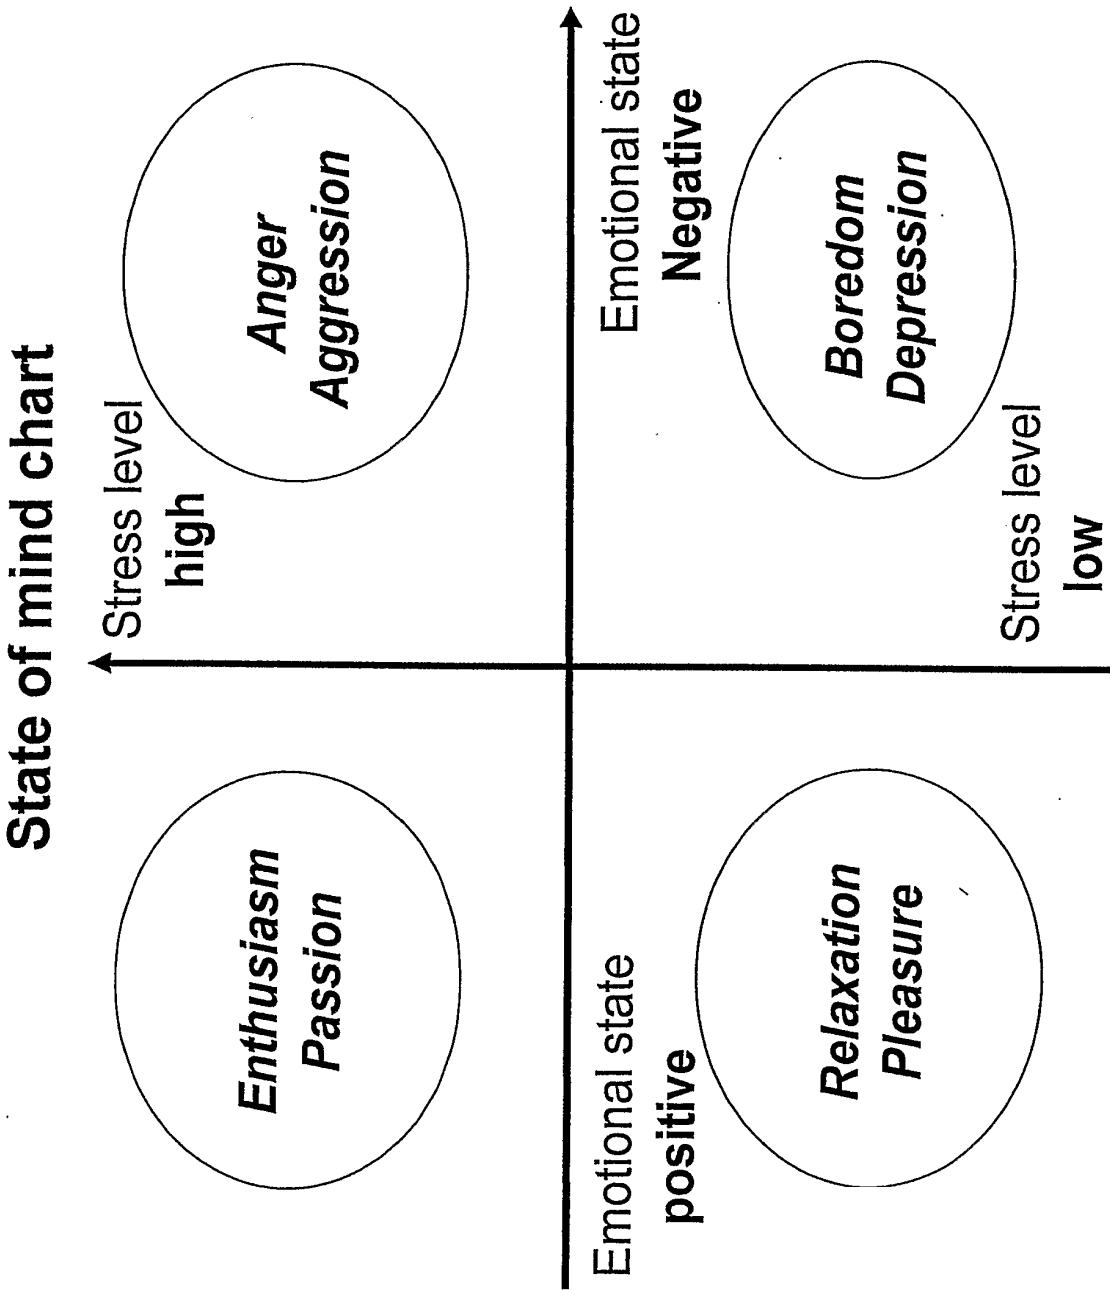 State of mind chart
Stress level
high
Enthusiasm
Passion
Anger
Aggression
Emotional state
positive
Emotional state
Negative
Relaxation
Pleasure
Boredom
Depression
Stress level
low